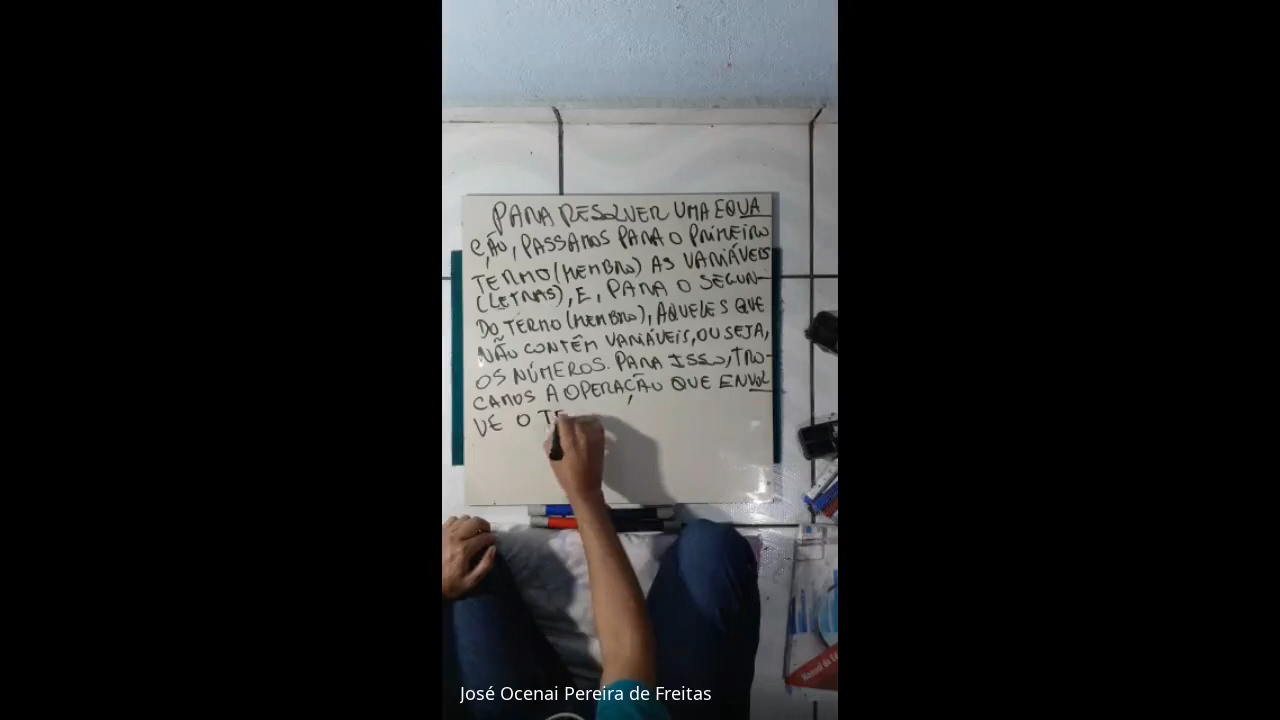 PARA RESOLVER UMA EQUA
ÇÃO, PASSAMOS PARA O PRIMEIRO
TERMO (MEMBRO) AS VARIÁVEIS
(LETRAS), E, PARA O SEGUN-
DO TERMO (MEMBRO), AQUELES QUE
NÃO CONTÊM VARIÁVEIS, OU SEJA,
OS NÚMEROS. PARA ISSO, TRO-
CAMOS A OPERAÇÃO QUE ENVOL
VE O TE
José Ocenai Pereira de Freitas